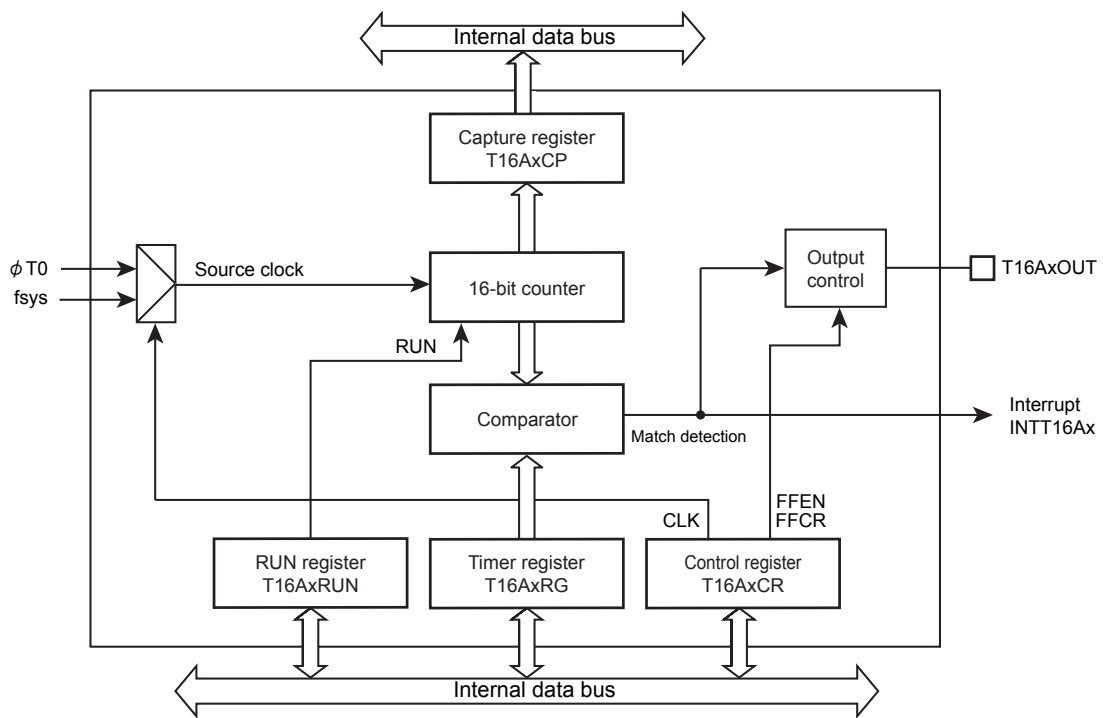 Internal data bus
Capture register
T16AxCP
φT0
fsys
Source clock
16-bit counter
Output
control
T16AxOUT
RUN
Comparator
Match detection
Interrupt
INTT16Ax
CLK
FFEN
FFCR
RUN register
T16AxRUN
Timer register
T16AxRG
Control register
T16AxCR
Internal data bus